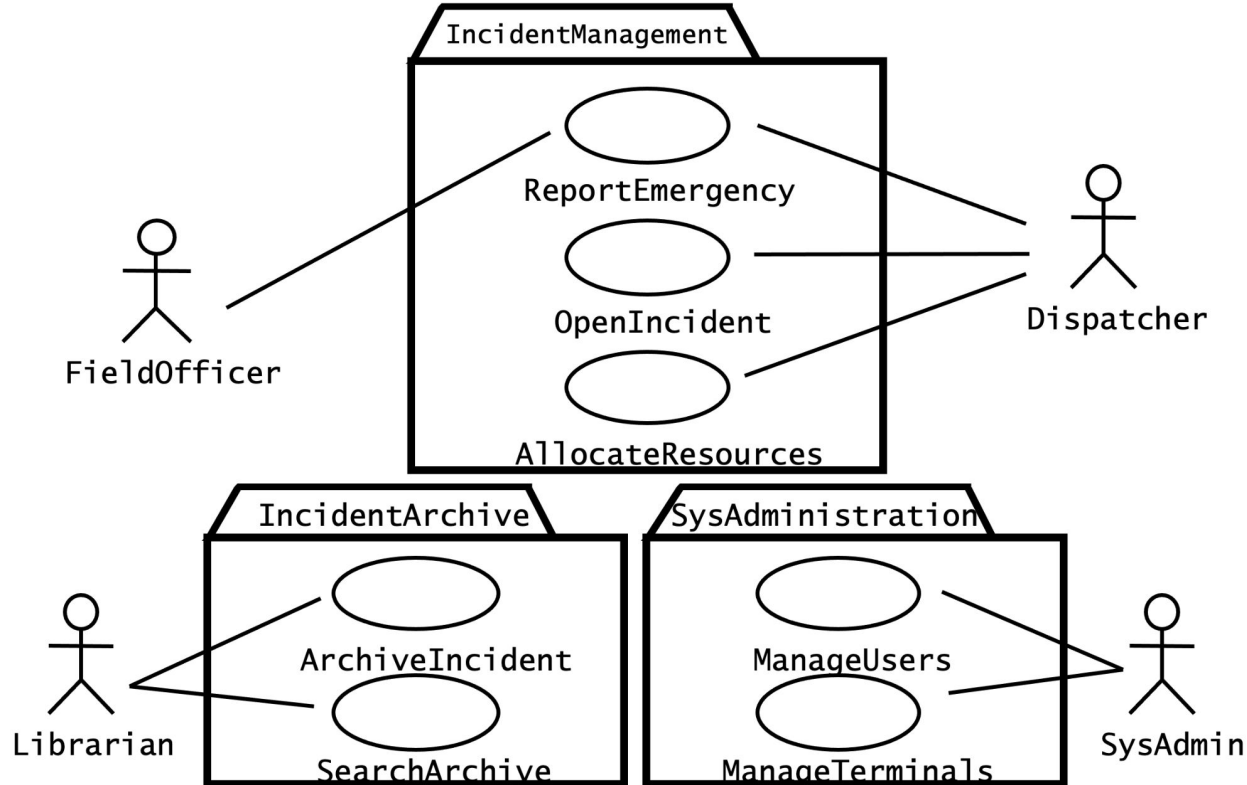 IncidentManagement
ReportEmergency
OpenIncident
Dispatcher
FieldOfficer
AllocateResources
IncidentArchive
SysAdministration
ArchiveIncident
ManageUsers
Librarian
SysAdmin
SearchArchive
ManageTerminals